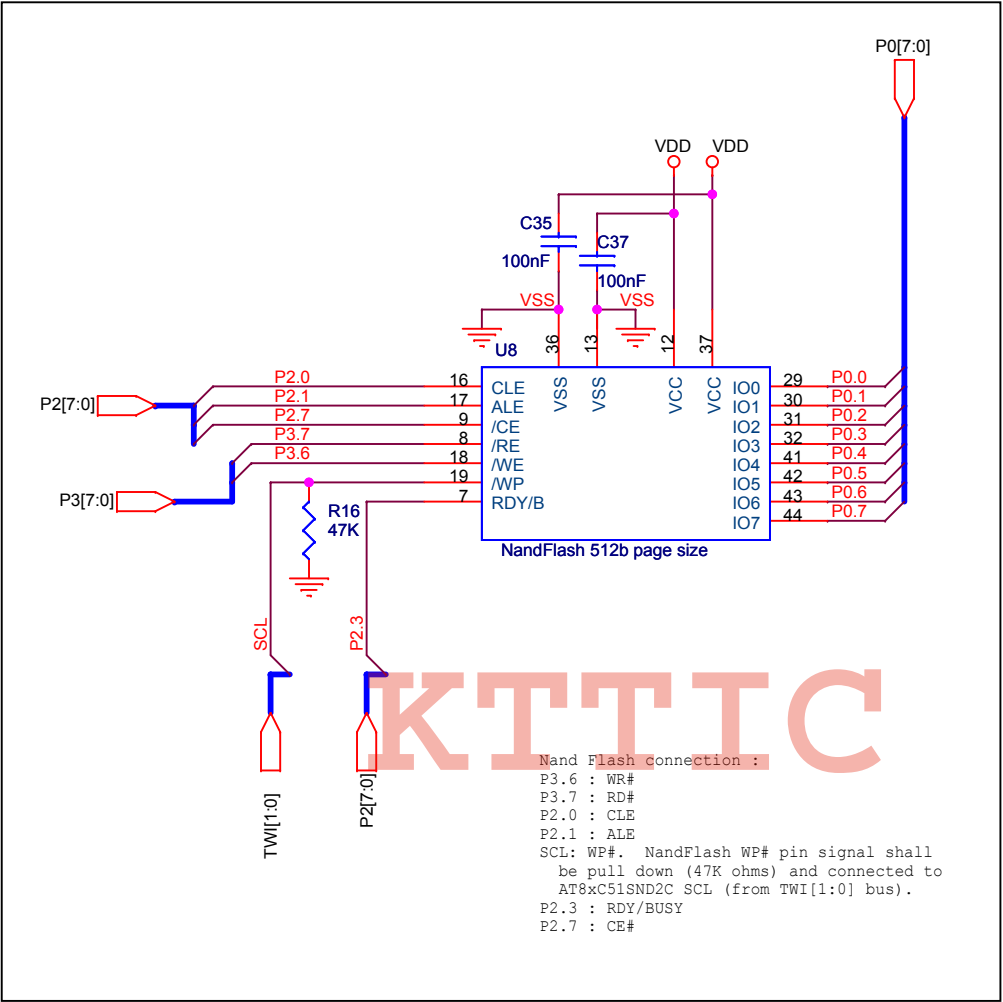 P0[7:0]
VDD
VDD
C35
100nF
C37
100nF
VSS
VSS
U8
36
13
12
37
VSS
VSS
VCC
VCC
P2[7:0]
P2.0
16
CLE
P2.1
17
ALE
P2.7
9
/CE
P3.7
8
/RE
P3.6
18
/WE
19
/WP
7
RDY/B
P3[7:0]
IO0
29
P0.0
IO1
30
P0.1
IO2
31
P0.2
IO3
32
P0.3
IO4
41
P0.4
IO5
42
P0.5
IO6
43
P0.6
IO7
44
P0.7
NandFlash 512b page size
R16
47K
SCL
P2.3
TWI[1:0]
P2[7:0]
KTTIC
Nand Flash connection :
P3.6 : WR#
P3.7 : RD#
P2.0 : CLE
P2.1 : ALE
SCL: WP#. NandFlash WP# pin signal shall
be pull down (47K ohms) and connected to
AT8xC51SND2C SCL (from TWI[1:0] bus).
P2.3 : RDY/BUSY
P2.7 : CE#